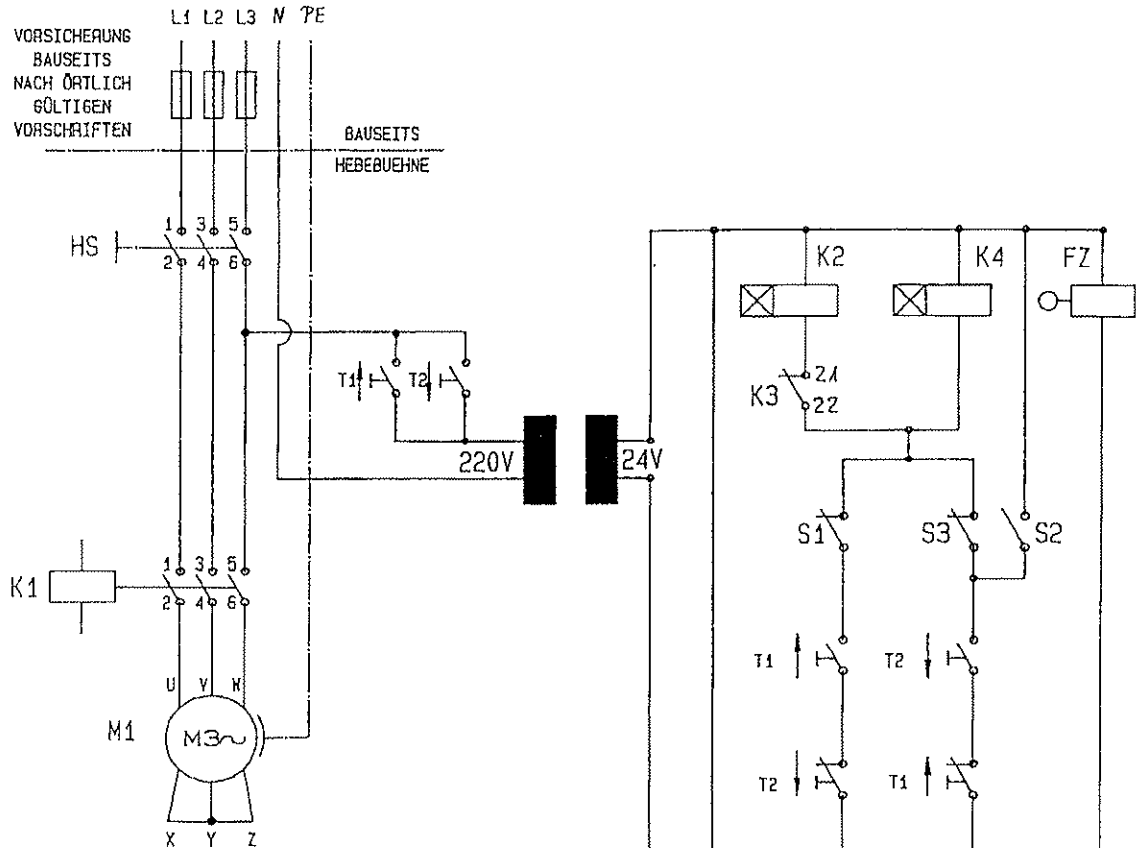 L1 L2 L3 N PE
VORSICHERUNG
BAUSEITS
NACH ÖRTLICH
GÜLTIGEN
VORSCHRIFTEN
BAUSEITS
HEBEBUEHNE
1 3 5
HS
2 4 6
K2 K4 FZ
T1 T2
21
K3
22
220V 24V
S1 S3 S2
1 3 5
K1
2 4 6
T1 T2
U V W
M1
M3~
T2 T1
X Y Z